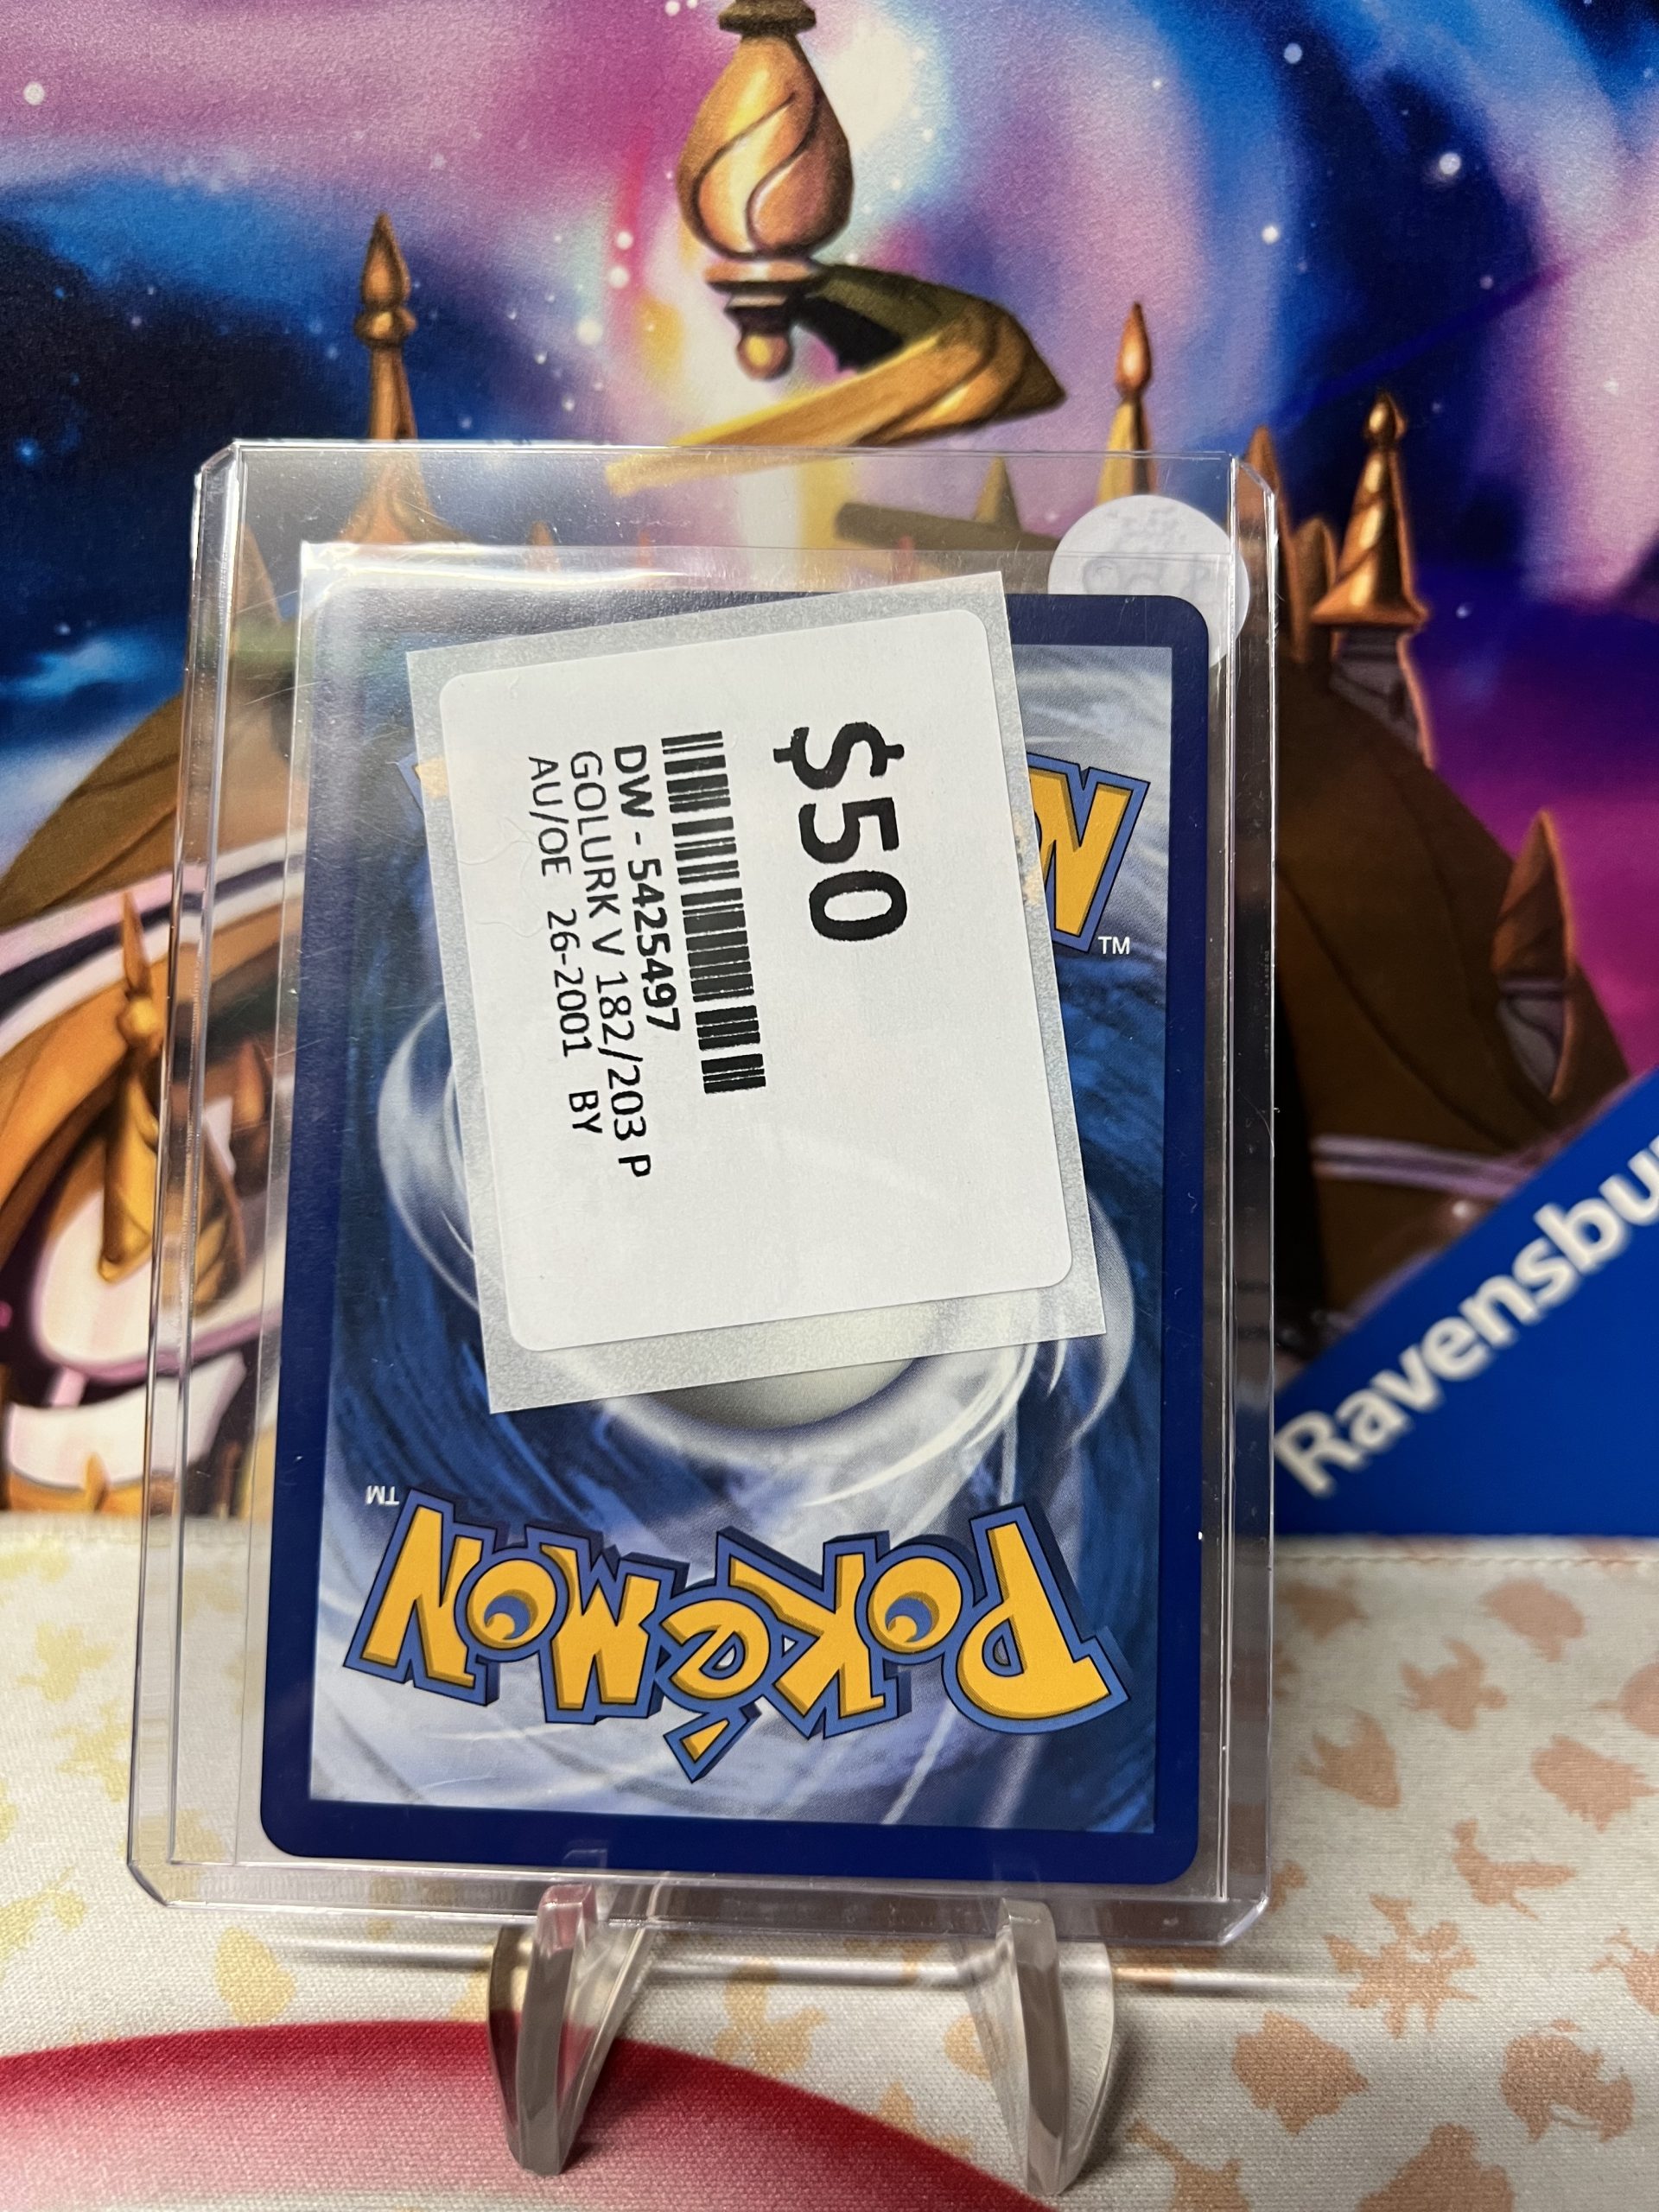 $50
DW - 5425497
GOLURK V 182/203 P
AU/OE 26-2001 BY
N
TM
TM
POKéMON
Ravensbu